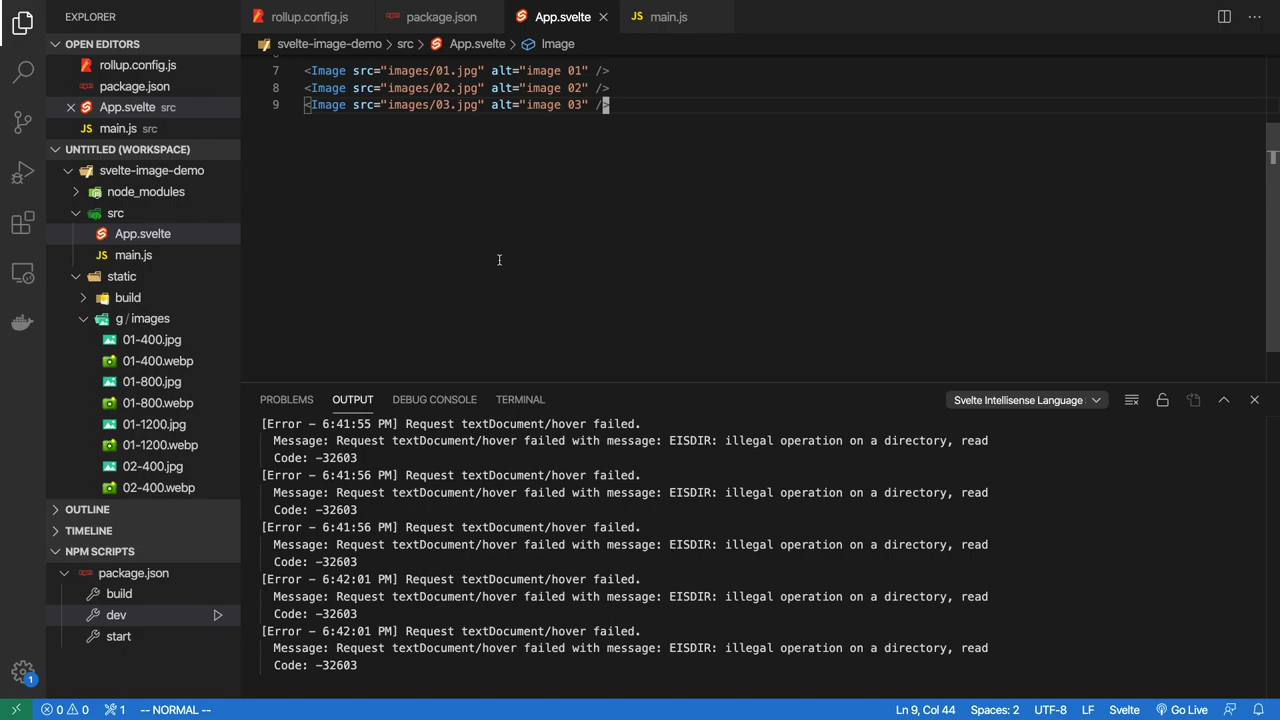 EXPLORER
OPEN EDITORS
rollup.config.js
package.json
App.svelte src
JS main.js src
UNTITLED (WORKSPACE)
svelte-image-demo
node_modules
src
App.svelte
JS main.js
static
build
g / images
01-400.jpg
01-400.webp
01-800.jpg
01-800.webp
01-1200.jpg
01-1200.webp
02-400.jpg
02-400.webp
OUTLINE
TIMELINE
NPM SCRIPTS
package.json
build
dev
start
rollup.config.js package.json App.svelte JS main.js
svelte-image-demo > src > App.svelte > Image
7 <Image src="images/01.jpg" alt="image 01" />
8 <Image src="images/02.jpg" alt="image 02" />
9 <Image src="images/03.jpg" alt="image 03" />
PROBLEMS OUTPUT DEBUG CONSOLE TERMINAL Svelte Intellisense Language
[Error - 6:41:55 PM] Request textDocument/hover failed.
Message: Request textDocument/hover failed with message: EISDIR: illegal operation on a directory, read
Code: -32603
[Error - 6:41:56 PM] Request textDocument/hover failed.
Message: Request textDocument/hover failed with message: EISDIR: illegal operation on a directory, read
Code: -32603
[Error - 6:41:56 PM] Request textDocument/hover failed.
Message: Request textDocument/hover failed with message: EISDIR: illegal operation on a directory, read
Code: -32603
[Error - 6:42:01 PM] Request textDocument/hover failed.
Message: Request textDocument/hover failed with message: EISDIR: illegal operation on a directory, read
Code: -32603
[Error - 6:42:01 PM] Request textDocument/hover failed.
Message: Request textDocument/hover failed with message: EISDIR: illegal operation on a directory, read
Code: -32603
1
0 0 1 -- NORMAL -- Ln 9, Col 44 Spaces: 2 UTF-8 LF Svelte Go Live